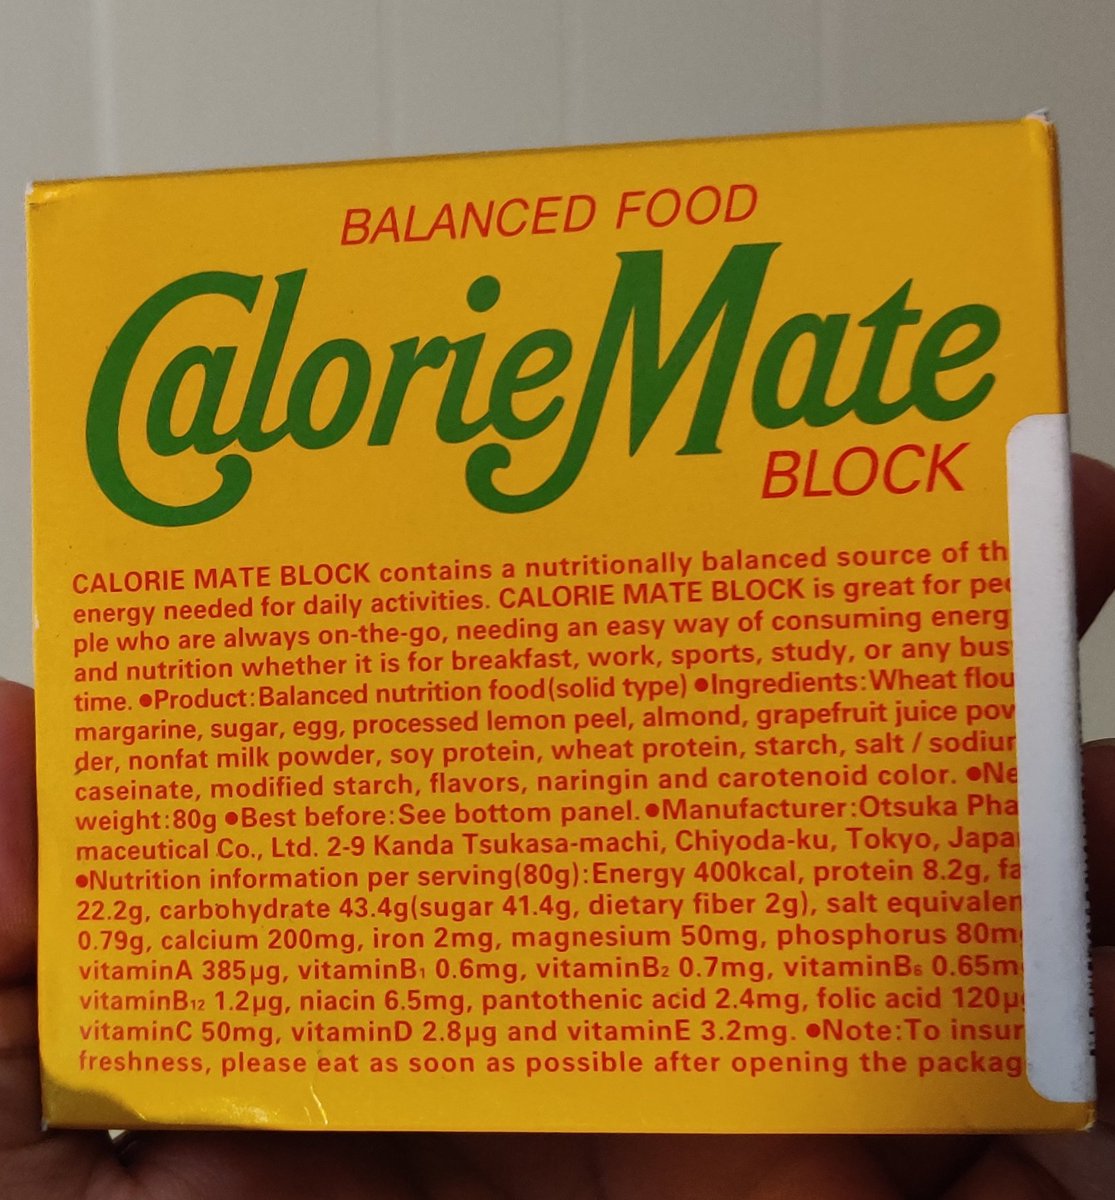 BALANCED FOOD
CalorieMate
BLOCK
CALORIE MATE BLOCK contains a nutritionally balanced source of th
energy needed for daily activities. CALORIE MATE BLOCK is great for peo
ple who are always on-the-go, needing an easy way of consuming energ
and nutrition whether it is for breakfast, work, sports, study, or any bus
time. ●Product:Balanced nutrition food(solid type) ●Ingredients:Wheat flou
margarine, sugar, egg, processed lemon peel, almond, grapefruit juice pow
der, nonfat milk powder, soy protein, wheat protein, starch, salt / sodium
caseinate, modified starch, flavors, naringin and carotenoid color. ●Ne
weight:80g ●Best before:See bottom panel. ●Manufacturer:Otsuka Pha
maceutical Co., Ltd. 2-9 Kanda Tsukasa-machi, Chiyoda-ku, Tokyo, Japa
●Nutrition information per serving(80g):Energy 400kcal, protein 8.2g, fa
22.2g, carbohydrate 43.4g(sugar 41.4g, dietary fiber 2g), salt equivalen
0.79g, calcium 200mg, iron 2mg, magnesium 50mg, phosphorus 80m
vitaminA 385μg, vitaminB₁ 0.6mg, vitaminB₂ 0.7mg, vitaminB₆ 0.65m
vitaminB₁₂ 1.2μg, niacin 6.5mg, pantothenic acid 2.4mg, folic acid 120μg
vitaminC 50mg, vitaminD 2.8μg and vitaminE 3.2mg. ●Note:To insur
freshness, please eat as soon as possible after opening the packag